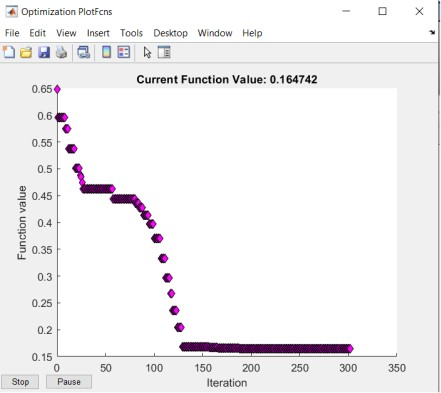 Optimization PlotFcns
File Edit View Insert Tools Desktop Window Help
Current Function Value: 0.164742
0.65
0.6
0.55
0.5
0.45
0.4
0.35
0.3
0.25
0.2
0.15
Function value
0 50 100 150 200 250 300 350
Iteration
Stop Pause